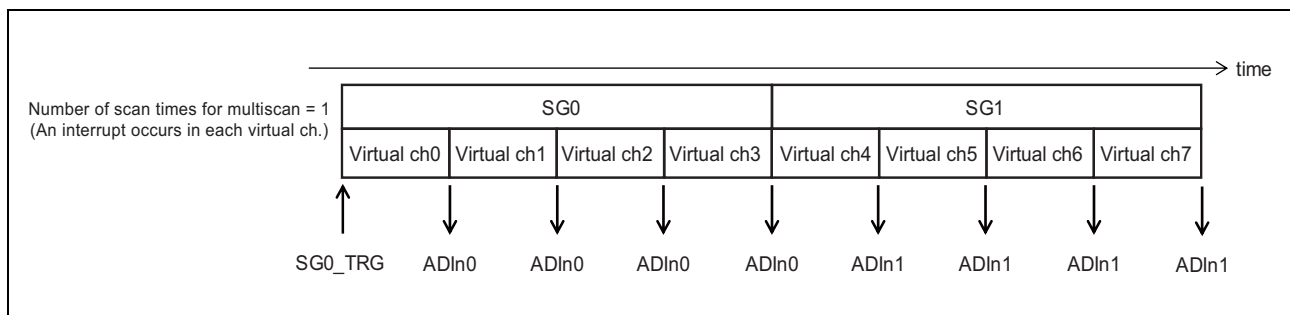 time
Number of scan times for multiscan = 1
(An interrupt occurs in each virtual ch.)
SG0 SG1
Virtual ch0 Virtual ch1 Virtual ch2 Virtual ch3 Virtual ch4 Virtual ch5 Virtual ch6 Virtual ch7
SG0_TRG ADIn0 ADIn0 ADIn0 ADIn0 ADIn1 ADIn1 ADIn1 ADIn1